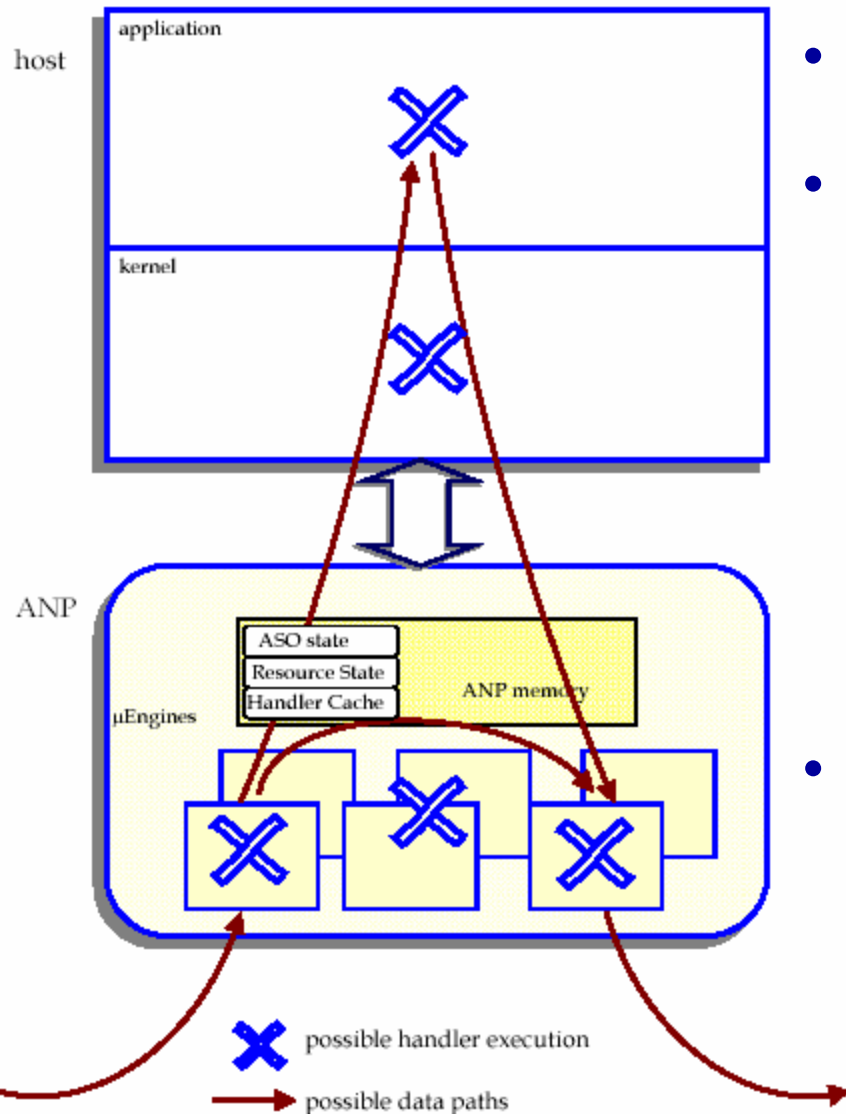 application
host
kernel
ANP
ASO state
Resource State
ANP memory
Handler Cache
μEngines
possible handler execution
possible data paths